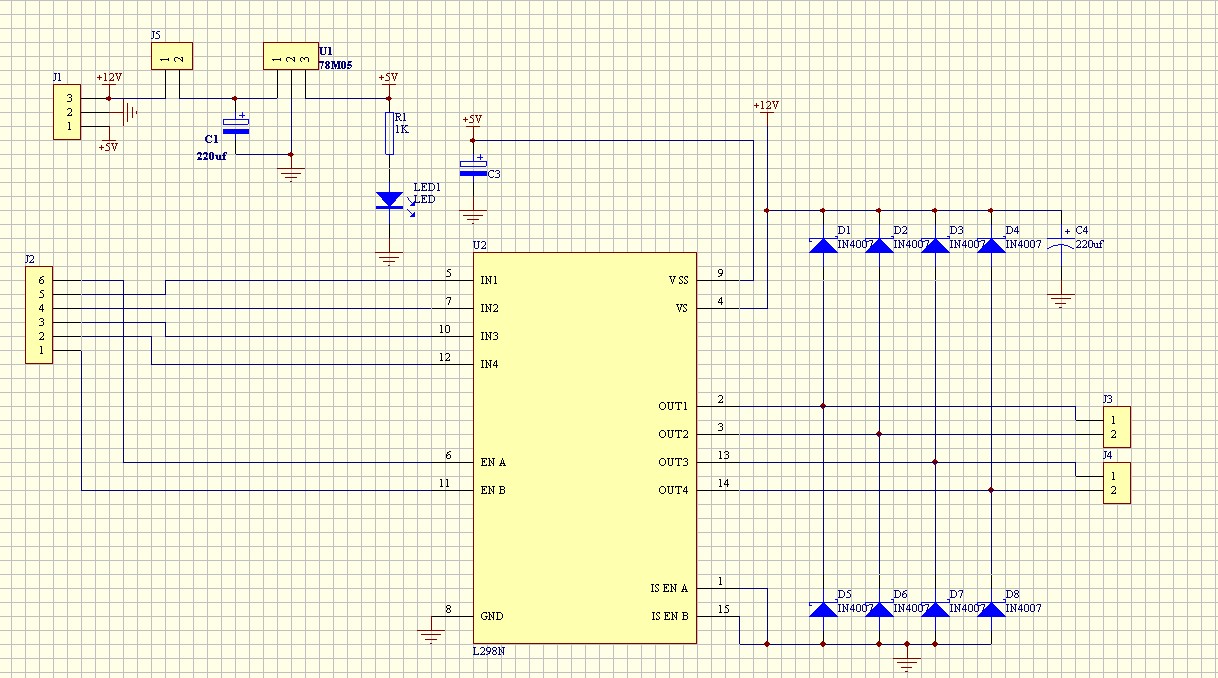 J5
1 2
U1
1 2 3
78M05
J1
+12V
3
2
1
+5V
+
C1
220uf
+5V
R1
1K
LED1
LED
+5V
+
C3
+12V
D1
IN4007
D2
IN4007
D3
IN4007
D4
IN4007
+
C4
220uf
J2
6
5
4
3
2
1
U2
5 IN1
7 IN2
10 IN3
12 IN4
6 EN A
11 EN B
8 GND
VSS 9
VS 4
OUT1 2
OUT2 3
OUT3 13
OUT4 14
IS EN A 1
IS EN B 15
L298N
J3
1
2
J4
1
2
D5
IN4007
D6
IN4007
D7
IN4007
D8
IN4007